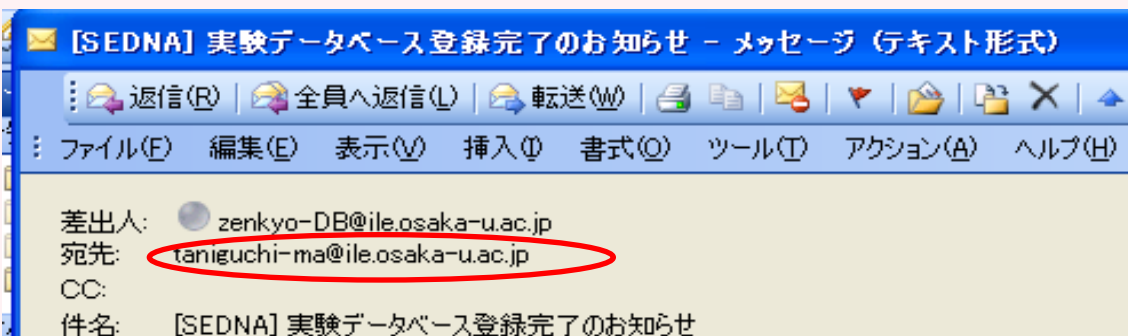 [SEDNA] 実験データベース登録完了のお知らせ - メッセージ (テキスト形式)
返信(R) 全員へ返信(L) 転送(W)
ファイル(F) 編集(E) 表示(V) 挿入(I) 書式(O) ツール(T) アクション(A) ヘルプ(H)
差出人: zenkyo-DB@ile.osaka-u.ac.jp
宛先: taniguchi-ma@ile.osaka-u.ac.jp
CC:
件名: [SEDNA] 実験データベース登録完了のお知らせ